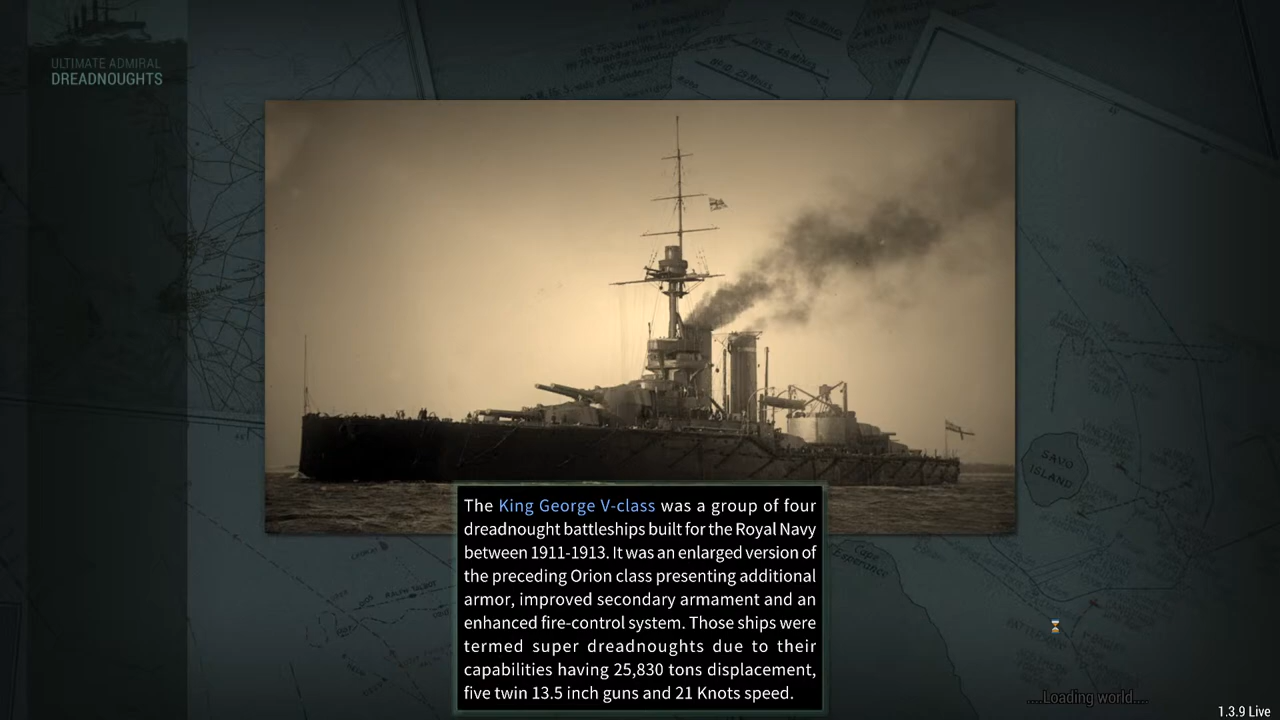 ULTIMATE ADMIRAL
DREADNOUGHTS
SAVO
ISLAND
Cape
Esperance
The King George V-class was a group of four
dreadnought battleships built for the Royal Navy
between 1911-1913. It was an enlarged version of
the preceding Orion class presenting additional
armor, improved secondary armament and an
enhanced fire-control system. Those ships were
termed super dreadnoughts due to their
capabilities having 25,830 tons displacement,
five twin 13.5 inch guns and 21 Knots speed.
....Loading world....
1.3.9 Live